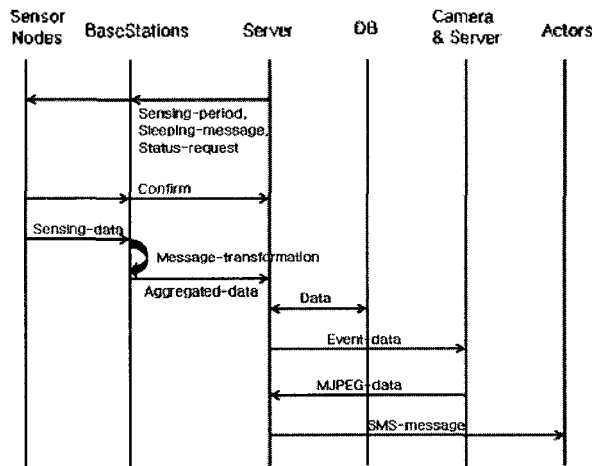 Sensor Nodes
BaseStations
Server
DB
Camera & Server
Actors
Sensing-period,
Sleeping-message,
Status-request
Confirm
Sensing-data
Message-transformation
Aggregated-data
Data
Event-data
MJPEG-data
SMS-message